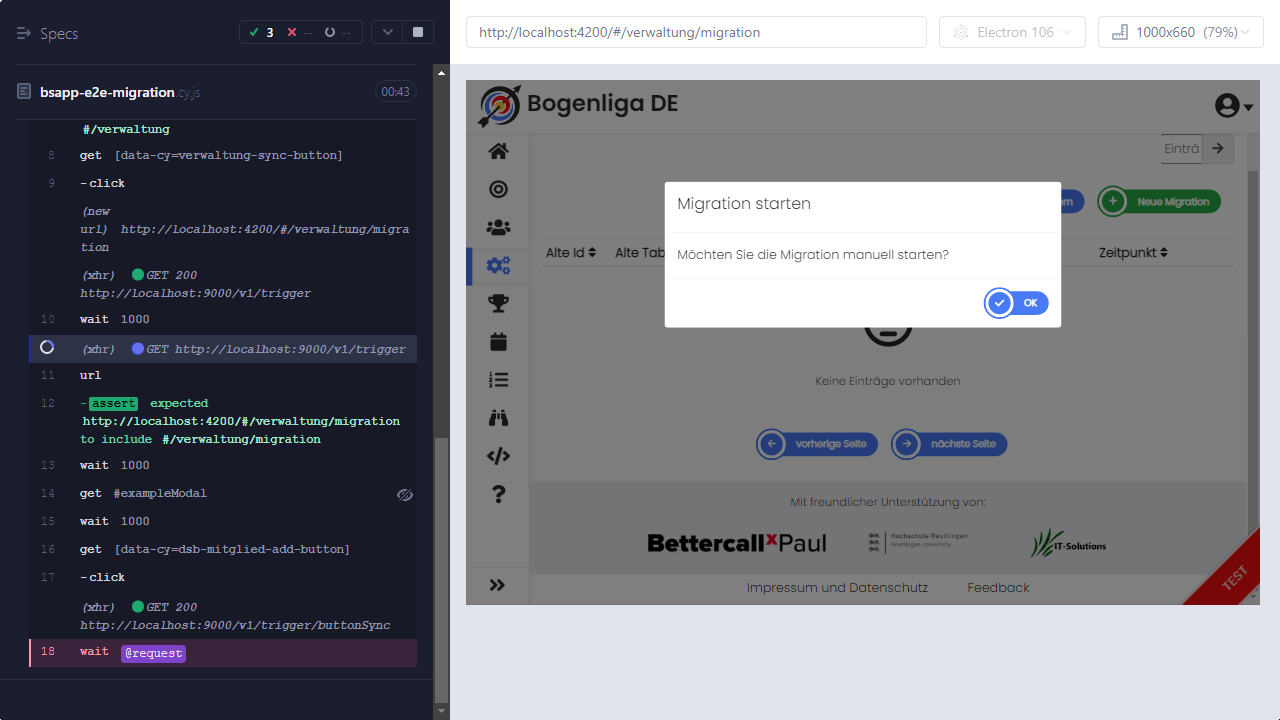 Specs
3
--
--
http://localhost:4200/#/verwaltung/migration
Electron 106
1000x660 (79%)
bsapp-e2e-migration.cy.js
00:43
#/verwaltung
8 get [data-cy=verwaltung-sync-button]
9 -click
(new
url) http://localhost:4200/#/verwaltung/migra
tion
(xhr) GET 200
http://localhost:9000/v1/trigger
10 wait 1000
(xhr) GET http://localhost:9000/v1/trigger
11 url
12 -assert expected
http://localhost:4200/#/verwaltung/migration
to include #/verwaltung/migration
13 wait 1000
14 get #exampleModal
15 wait 1000
16 get [data-cy=dsb-mitglied-add-button]
17 -click
(xhr) GET 200
http://localhost:9000/v1/trigger/buttonSync
18 wait @request
Bogenliga DE
Einträ
Neue Migration
Alte Id
Alte Tab
Zeitpunkt
Migration starten
Möchten Sie die Migration manuell starten?
OK
Keine Einträge vorhanden
vorherige Seite
nächste Seite
Mit freundlicher Unterstützung von:
BettercallxPaul
Hochschule Reutlingen
Reutlingen University
IT-Solutions
Impressum und Datenschutz
Feedback
TEST